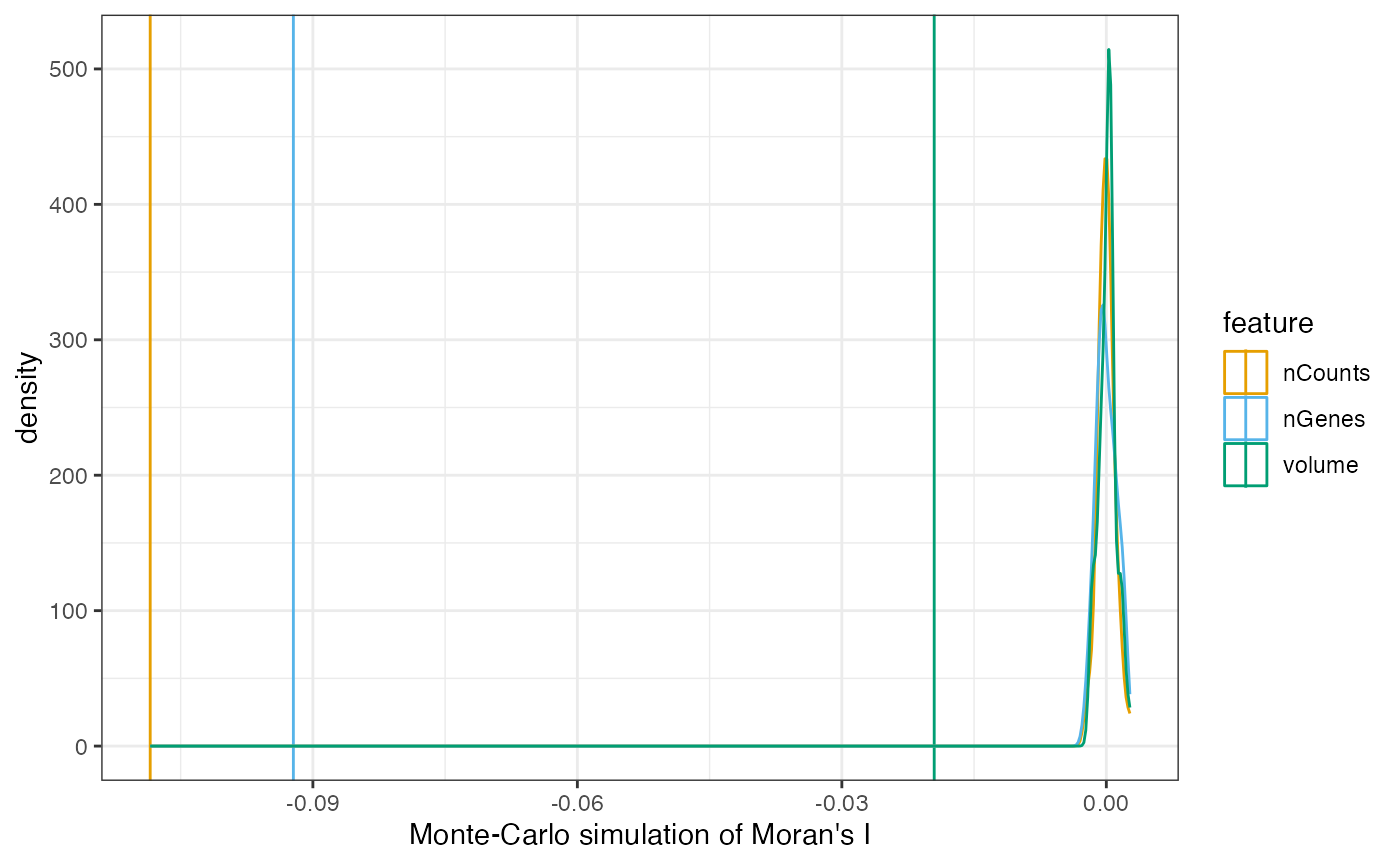 500
400
300
200
100
0
density
-0.09 -0.06 -0.03 0.00
Monte-Carlo simulation of Moran's I
feature
nCounts
nGenes
volume